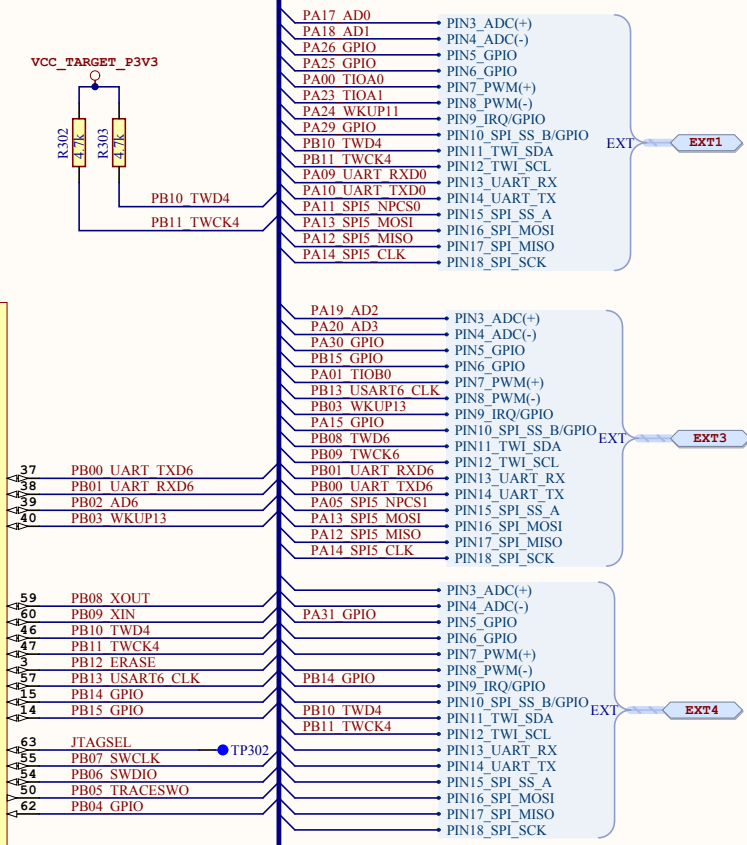 VCC_TARGET_P3V3
R302 4.7k
R303 4.7k
PB10_TWD4
PB11_TWCK4
PA17_AD0 PIN3_ADC(+)
PA18_AD1 PIN4_ADC(-)
PA26_GPIO PIN5_GPIO
PA25_GPIO PIN6_GPIO
PA00_TIOA0 PIN7_PWM(+)
PA23_TIOA1 PIN8_PWM(-)
PA24_WKUP11 PIN9_IRQ/GPIO
PA29_GPIO PIN10_SPI_SS_B/GPIO
PB10_TWD4 PIN11_TWI_SDA
PB11_TWCK4 PIN12_TWI_SCL
PA09_UART_RXD0 PIN13_UART_RX
PA10_UART_TXD0 PIN14_UART_TX
PA11_SPI5_NPCS0 PIN15_SPI_SS_A
PA13_SPI5_MOSI PIN16_SPI_MOSI
PA12_SPI5_MISO PIN17_SPI_MISO
PA14_SPI5_CLK PIN18_SPI_SCK
EXT EXT1
PA19_AD2 PIN3_ADC(+)
PA20_AD3 PIN4_ADC(-)
PA30_GPIO PIN5_GPIO
PB15_GPIO PIN6_GPIO
PA01_TIOB0 PIN7_PWM(+)
PB13_USART6_CLK PIN8_PWM(-)
PB03_WKUP13 PIN9_IRQ/GPIO
PA15_GPIO PIN10_SPI_SS_B/GPIO
PB08_TWD6 PIN11_TWI_SDA
PB09_TWCK6 PIN12_TWI_SCL
PB01_UART_RXD6 PIN13_UART_RX
PB00_UART_TXD6 PIN14_UART_TX
PA05_SPI5_NPCS1 PIN15_SPI_SS_A
PA13_SPI5_MOSI PIN16_SPI_MOSI
PA12_SPI5_MISO PIN17_SPI_MISO
PA14_SPI5_CLK PIN18_SPI_SCK
EXT EXT3
37 PB00_UART_TXD6
38 PB01_UART_RXD6
39 PB02_AD6
40 PB03_WKUP13
59 PB08_XOUT
60 PB09_XIN
46 PB10_TWD4
47 PB11_TWCK4
3 PB12_ERASE
57 PB13_USART6_CLK
15 PB14_GPIO
14 PB15_GPIO
63 JTAGSEL TP302
55 PB07_SWCLK
54 PB06_SWDIO
50 PB05_TRACESWO
62 PB04_GPIO
PIN3_ADC(+)
PIN4_ADC(-)
PA31_GPIO PIN5_GPIO
PIN6_GPIO
PIN7_PWM(+)
PIN8_PWM(-)
PB14_GPIO PIN9_IRQ/GPIO
PIN10_SPI_SS_B/GPIO
PB10_TWD4 PIN11_TWI_SDA
PB11_TWCK4 PIN12_TWI_SCL
PIN13_UART_RX
PIN14_UART_TX
PIN15_SPI_SS_A
PIN16_SPI_MOSI
PIN17_SPI_MISO
PIN18_SPI_SCK
EXT EXT4